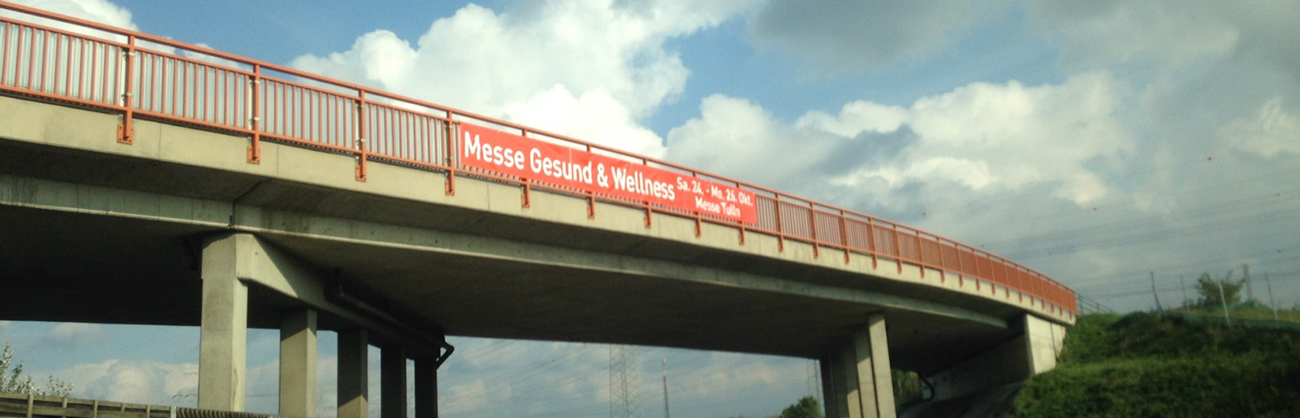 Messe Gesund & Wellness
Sa. 24. - Mo. 26. Okt.
Messe Tulln